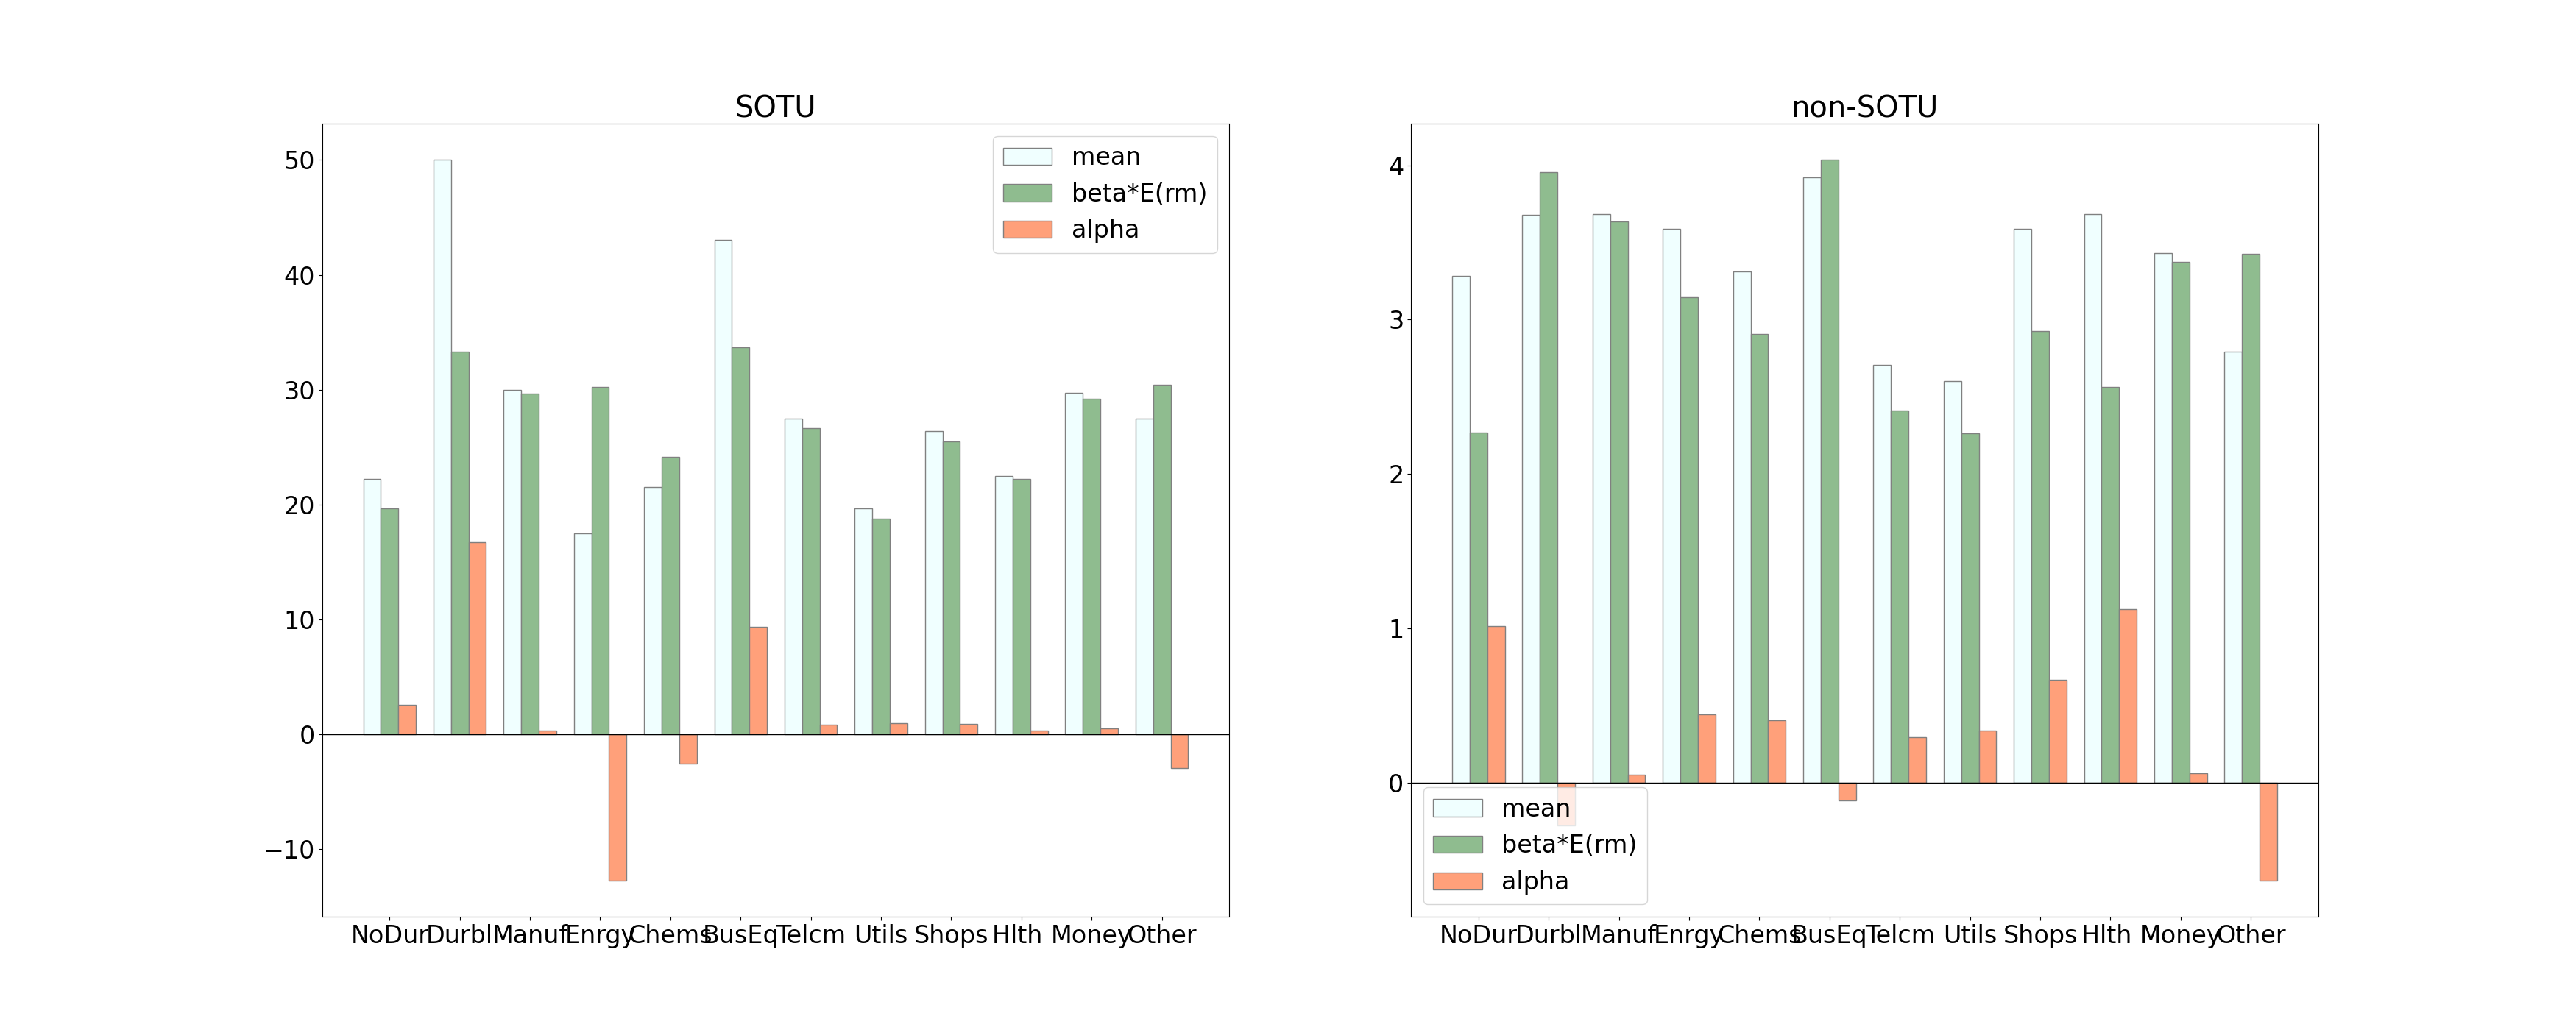 SOTU
50
40
30
20
10
0
−10
mean
beta*E(rm)
alpha
NoDur Durbl Manuf Enrgy Chems BusEq Telcm Utils Shops Hlth Money Other
non-SOTU
4
3
2
1
0
mean
beta*E(rm)
alpha
NoDur Durbl Manuf Enrgy Chems BusEq Telcm Utils Shops Hlth Money Other